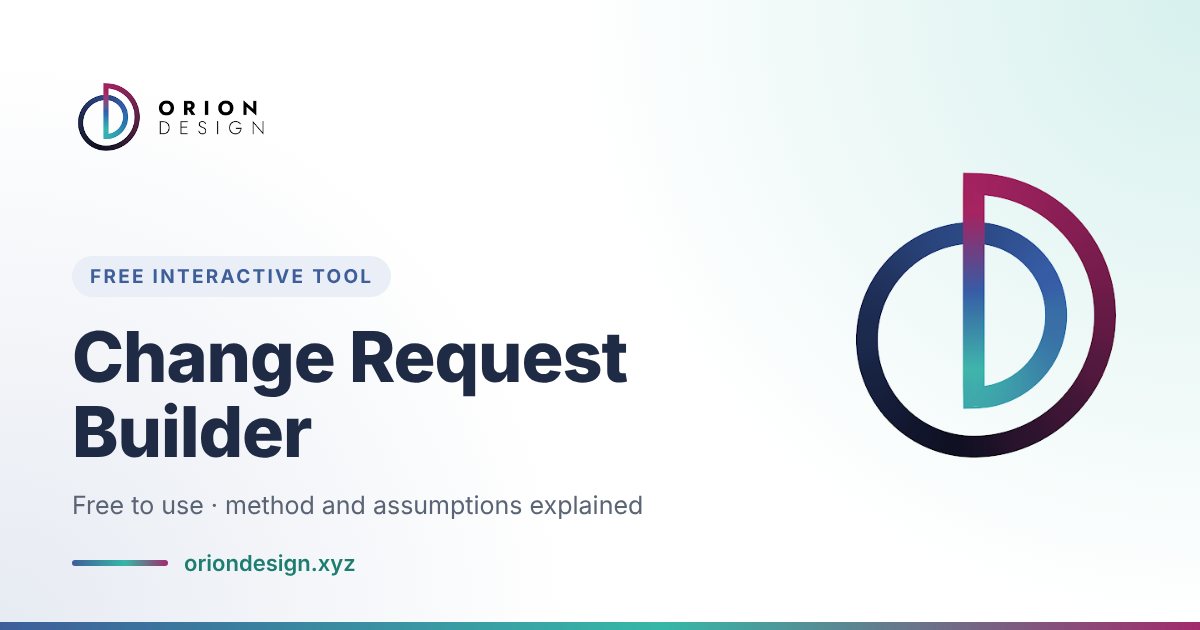 ORION
DESIGN
FREE INTERACTIVE TOOL
Change Request
Builder
Free to use · method and assumptions explained
oriondesign.xyz